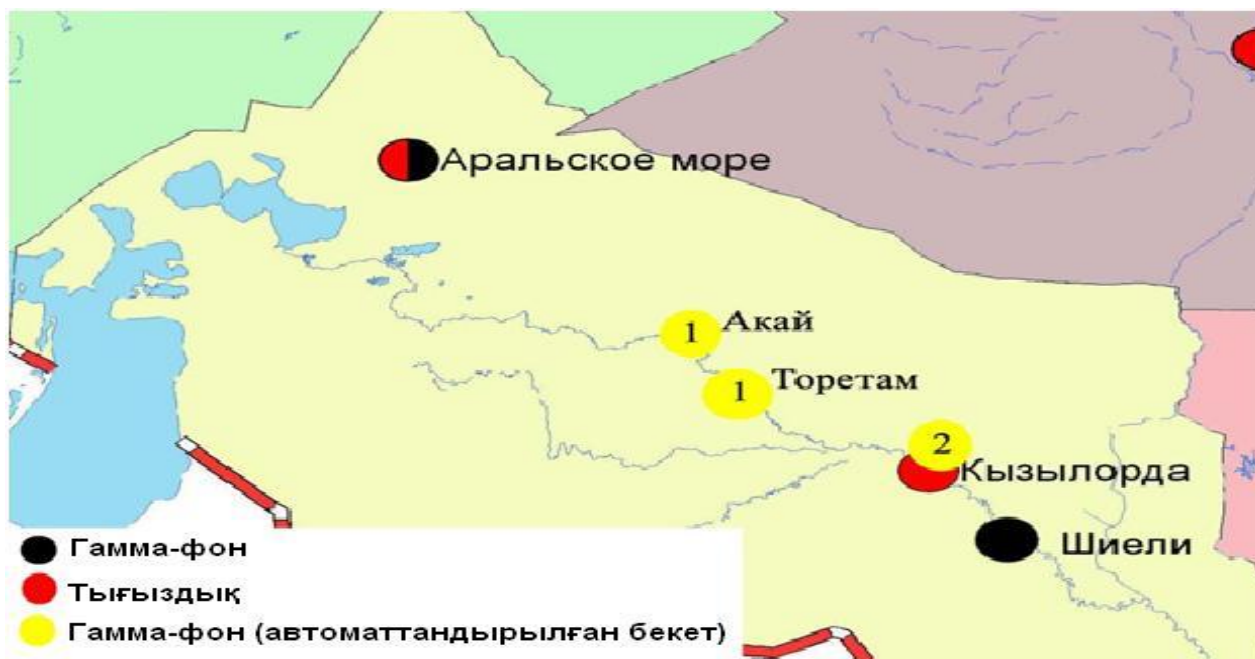 Аральское море
1 Акай
1 Торетам
2
Кызылорда
Шиели
Гамма-фон
Тығыздық
Гамма-фон (автоматтандырылған бекет)